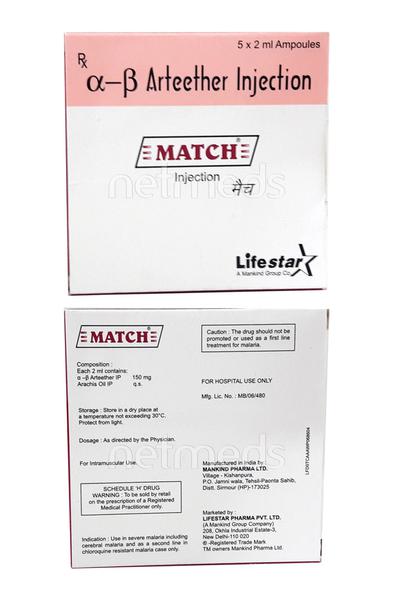 5 x 2 ml Ampoules
Rx
α–β Arteether Injection
MATCH®
Injection
netmeds
मैच
Lifestar
A Mankind Group Co.
MATCH®
Caution : The drug should not be
promoted or used as a first line
treatment for malaria.
Composition :
Each 2 ml contains:
α –β Arteether IP 150 mg
Arachis Oil IP q.s.
FOR HOSPITAL USE ONLY
Mfg. Lic. No. : MB/06/480
Storage : Store in a dry place at
a temperature not exceeding 30°C.
Protect from light.
Dosage : As directed by the Physician.
netmeds
For Intramuscular Use.
Manufactured in India by :
MANKIND PHARMA LTD.
Village - Kishanpura,
P.O. Jamni wala, Tehsil-Paonta Sahib,
Distt. Sirmour (HP)-173025
SCHEDULE 'H' DRUG
WARNING : To be sold by retail
on the prescription of a Registered
Medical Practitioner only.
Marketed by :
LIFESTAR PHARMA PVT. LTD.
(A Mankind Group Company)
208, Okhla Industrial Estate-3,
New Delhi-110 020
® -Registered Trade Mark
TM owners Mankind Pharma Ltd.
Indication : Use in severe malaria including
cerebral malaria and as a second line in
chloroquine resistant malaria case only.